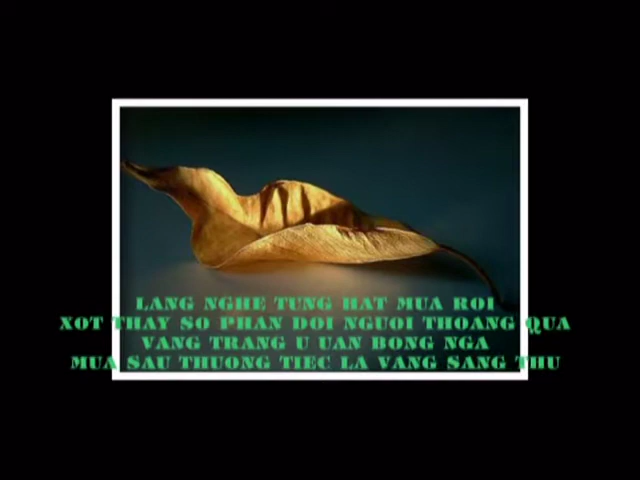 LANG NGHE TUNG HAT MUA ROI
XOT THAY SO PHAN DOI NGUOI THOANG QUA
VANG TRANG U UAN BONG NGA
MUA SAU THUONG TIEC LA VANG SANG THU